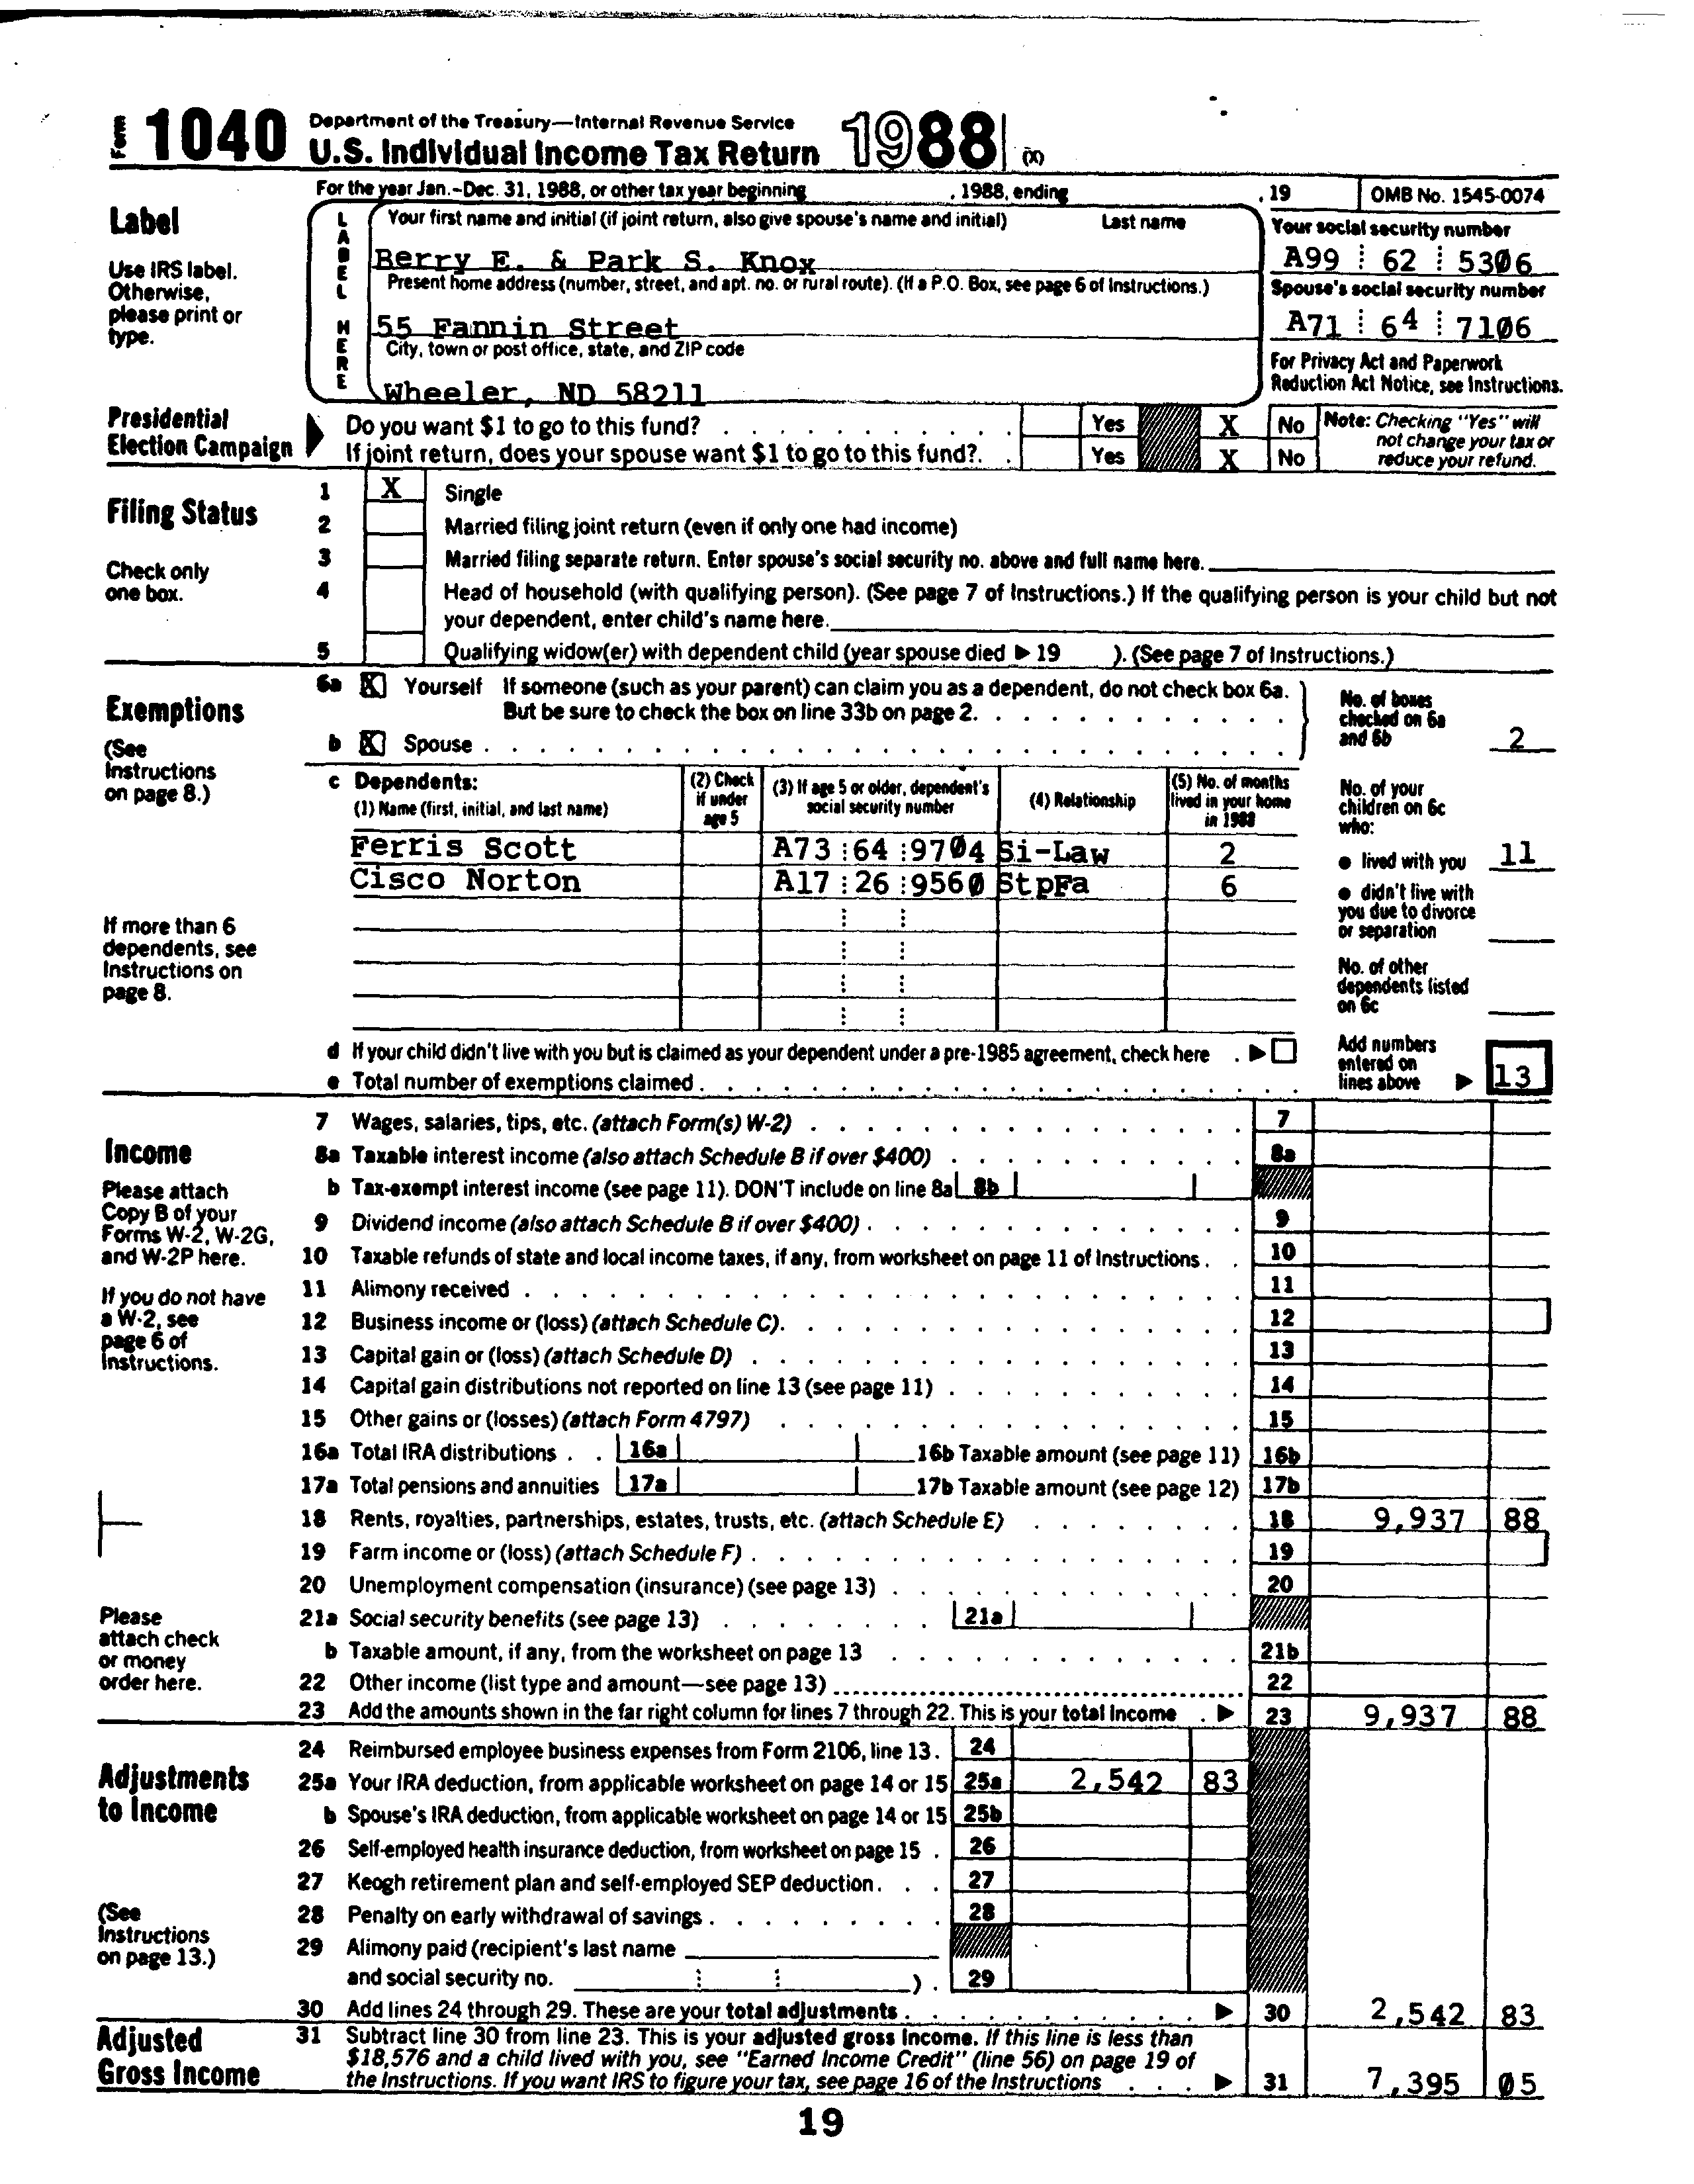 Form 1040 Department of the Treasury—Internal Revenue Service
U.S. Individual Income Tax Return 1988 (X)
For the year Jan.-Dec. 31, 1988, or other tax year beginning , 1988, ending , 19 OMB No. 1545-0074
Label
Use IRS label.
Otherwise,
please print or
type.
LABEL HERE
Your first name and initial (if joint return, also give spouse's name and initial) Last name
Berry E. & Park S. Knox
Present home address (number, street, and apt. no. or rural route). (If a P.O. Box, see page 6 of Instructions.)
55 Fannin Street
City, town or post office, state, and ZIP code
Wheeler, ND 58211
Your social security number
A99 62 5306
Spouse's social security number
A71 64 7106
For Privacy Act and Paperwork
Reduction Act Notice, see Instructions.
Presidential
Election Campaign
Do you want $1 to go to this fund? Yes X No
If joint return, does your spouse want $1 to go to this fund? Yes X No
Note: Checking "Yes" will
not change your tax or
reduce your refund.
Filing Status
Check only
one box.
1 X Single
2 Married filing joint return (even if only one had income)
3 Married filing separate return. Enter spouse's social security no. above and full name here.
4 Head of household (with qualifying person). (See page 7 of Instructions.) If the qualifying person is your child but not
your dependent, enter child's name here.
5 Qualifying widow(er) with dependent child (year spouse died ▶ 19 ). (See page 7 of Instructions.)
Exemptions
(See
Instructions
on page 8.)
6a X Yourself If someone (such as your parent) can claim you as a dependent, do not check box 6a.
But be sure to check the box on line 33b on page 2.
b X Spouse
No. of boxes
checked on 6a
and 6b 2
c Dependents:
(1) Name (first, initial, and last name)
(2) Check
if under
age 5
(3) If age 5 or older, dependent's
social security number
(4) Relationship
(5) No. of months
lived in your home
in 1988
Ferris Scott A73 64 9704 Si-Law 2
Cisco Norton A17 26 9560 StpFa 6
If more than 6
dependents, see
Instructions on
page 8.
No. of your
children on 6c
who:
● lived with you 11
● didn't live with
you due to divorce
or separation
No. of other
dependents listed
on 6c
d If your child didn't live with you but is claimed as your dependent under a pre-1985 agreement, check here ▶
e Total number of exemptions claimed
Add numbers
entered on
lines above ▶ 13
Income
Please attach
Copy B of your
Forms W-2, W-2G,
and W-2P here.
If you do not have
a W-2, see
page 6 of
Instructions.
Please
attach check
or money
order here.
7 Wages, salaries, tips, etc. (attach Form(s) W-2) 7
8a Taxable interest income (also attach Schedule B if over $400) 8a
b Tax-exempt interest income (see page 11). DON'T include on line 8a 8b
9 Dividend income (also attach Schedule B if over $400) 9
10 Taxable refunds of state and local income taxes, if any, from worksheet on page 11 of Instructions 10
11 Alimony received 11
12 Business income or (loss) (attach Schedule C) 12
13 Capital gain or (loss) (attach Schedule D) 13
14 Capital gain distributions not reported on line 13 (see page 11) 14
15 Other gains or (losses) (attach Form 4797) 15
16a Total IRA distributions 16a 16b Taxable amount (see page 11) 16b
17a Total pensions and annuities 17a 17b Taxable amount (see page 12) 17b
18 Rents, royalties, partnerships, estates, trusts, etc. (attach Schedule E) 18 9,937 88
19 Farm income or (loss) (attach Schedule F) 19
20 Unemployment compensation (insurance) (see page 13) 20
21a Social security benefits (see page 13) 21a
b Taxable amount, if any, from the worksheet on page 13 21b
22 Other income (list type and amount—see page 13) 22
23 Add the amounts shown in the far right column for lines 7 through 22. This is your total income ▶ 23 9,937 88
Adjustments
to Income
(See
Instructions
on page 13.)
24 Reimbursed employee business expenses from Form 2106, line 13. 24
25a Your IRA deduction, from applicable worksheet on page 14 or 15 25a 2,542 83
b Spouse's IRA deduction, from applicable worksheet on page 14 or 15 25b
26 Self-employed health insurance deduction, from worksheet on page 15 26
27 Keogh retirement plan and self-employed SEP deduction 27
28 Penalty on early withdrawal of savings 28
29 Alimony paid (recipient's last name
and social security no. ) 29
30 Add lines 24 through 29. These are your total adjustments ▶ 30 2,542 83
Adjusted
Gross Income
31 Subtract line 30 from line 23. This is your adjusted gross income. If this line is less than
$18,576 and a child lived with you, see "Earned Income Credit" (line 56) on page 19 of
the Instructions. If you want IRS to figure your tax, see page 16 of the Instructions ▶ 31 7,395 05
19